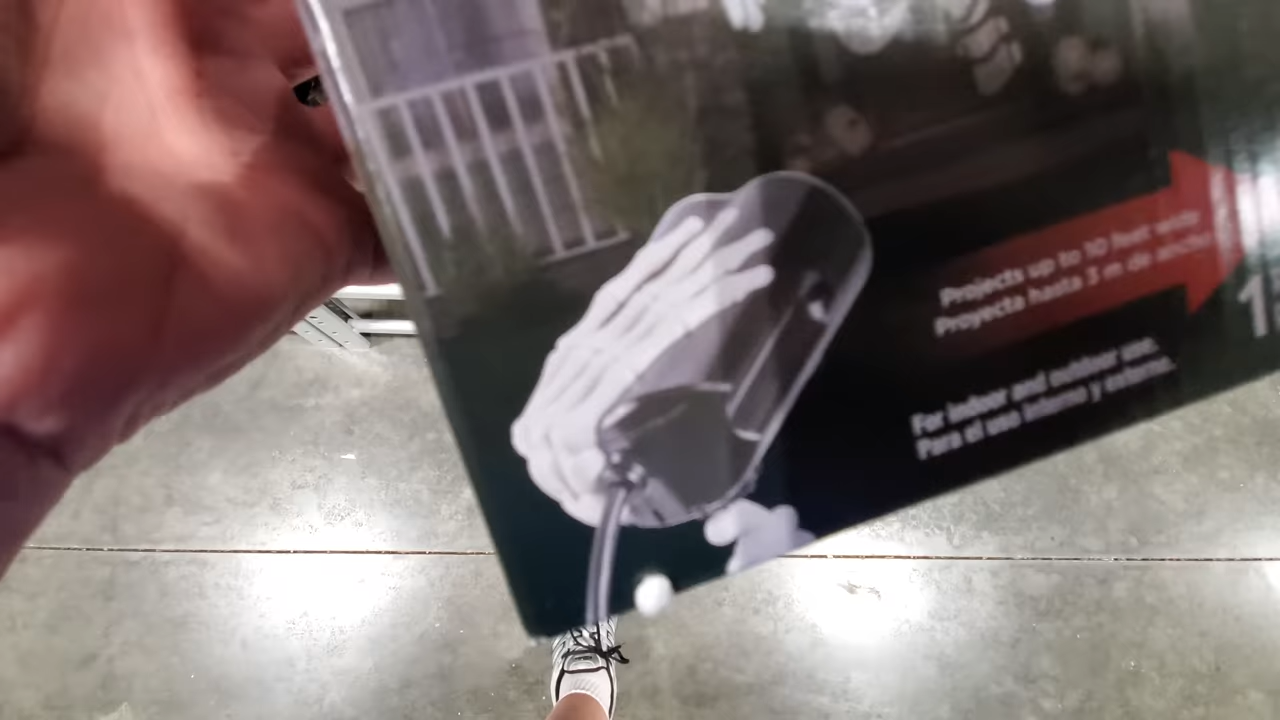 Projects up to 10 feet wide
Proyecta hasta 3 m de ancho
For indoor and outdoor use.
Para el uso interno y externo.
1